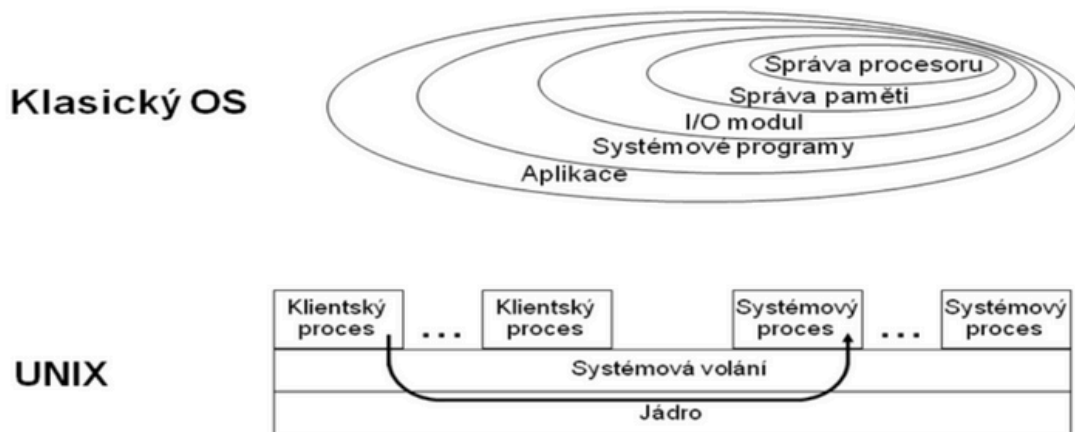 Klasický OS
Správa procesoru
Správa paměti
I/O modul
Systémové programy
Aplikace
UNIX
Klientský
proces
...
Klientský
proces
Systémový
proces
...
Systémový
proces
Systémová volání
Jádro